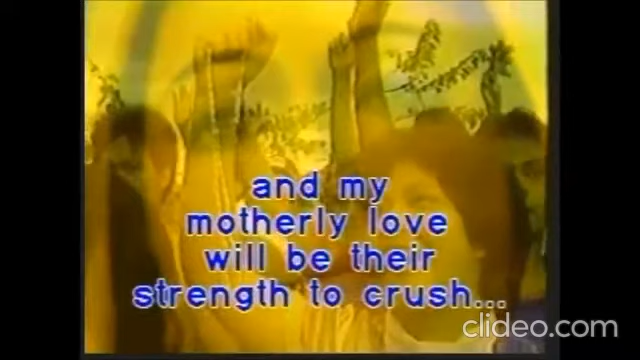 and my
motherly love
will be their
strength to crush...
clideo.com